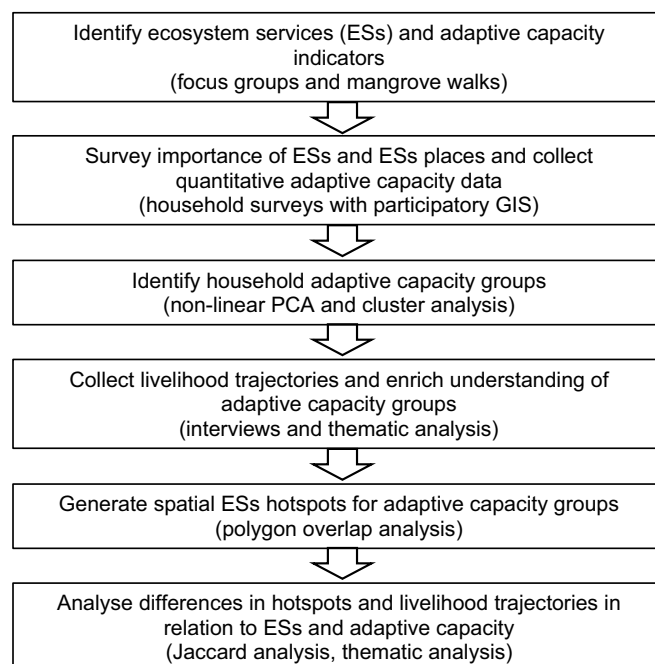 Identify ecosystem services (ESs) and adaptive capacity
indicators
(focus groups and mangrove walks)
Survey importance of ESs and ESs places and collect
quantitative adaptive capacity data
(household surveys with participatory GIS)
Identify household adaptive capacity groups
(non-linear PCA and cluster analysis)
Collect livelihood trajectories and enrich understanding of
adaptive capacity groups
(interviews and thematic analysis)
Generate spatial ESs hotspots for adaptive capacity groups
(polygon overlap analysis)
Analyse differences in hotspots and livelihood trajectories in
relation to ESs and adaptive capacity
(Jaccard analysis, thematic analysis)